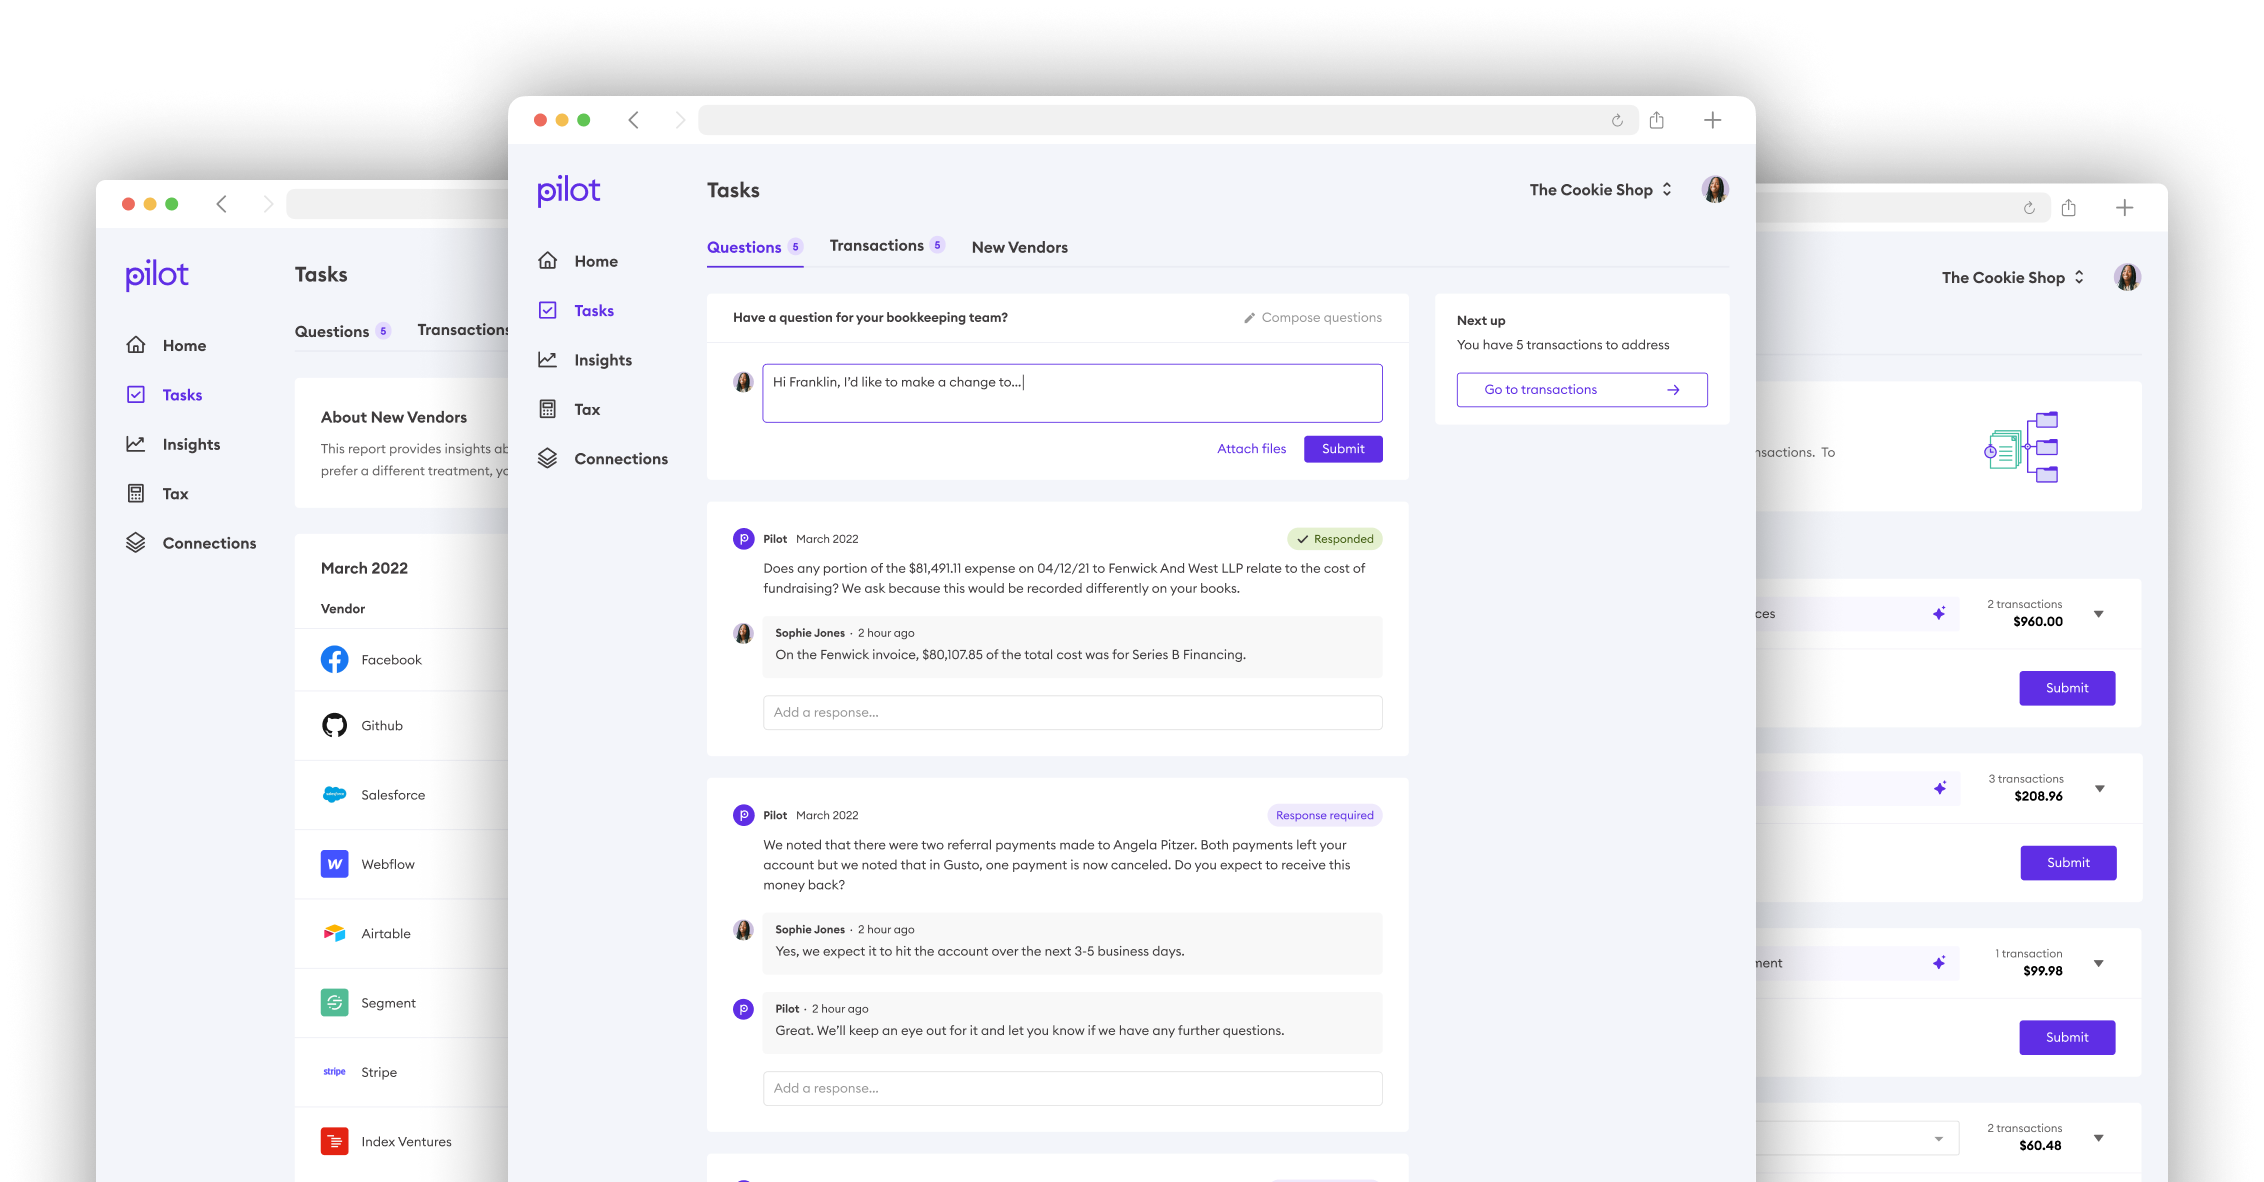 pilot
Tasks
Questions 5
Transactions
Home
Tasks
Insights
Tax
Connections
About New Vendors
This report provides insights
prefer a different treatment,
March 2022
Vendor
Facebook
Github
Salesforce
Webflow
Airtable
Segment
stripe Stripe
Index Ventures
pilot
Tasks
The Cookie Shop
Questions 5
Transactions 5
New Vendors
Home
Tasks
Insights
Tax
Connections
Have a question for your bookkeeping team?
Compose questions
Hi Franklin, I'd like to make a change to...
Attach files
Submit
Next up
You have 5 transactions to address
Go to transactions
Pilot March 2022
Responded
Does any portion of the $81,491.11 expense on 04/12/21 to Fenwick And West LLP relate to the cost of
fundraising? We ask because this would be recorded differently on your books.
Sophie Jones · 2 hour ago
On the Fenwick invoice, $80,107.85 of the total cost was for Series B Financing.
Add a response...
Pilot March 2022
Response required
We noted that there were two referral payments made to Angela Pitzer. Both payments left your
account but we noted that in Gusto, one payment is now canceled. Do you expect to receive this
money back?
Sophie Jones · 2 hour ago
Yes, we expect it to hit the account over the next 3-5 business days.
Pilot · 2 hour ago
Great. We'll keep an eye out for it and let you know if we have any further questions.
Add a response...
The Cookie Shop
To
2 transactions
$960.00
Submit
3 transactions
$208.96
Submit
1 transaction
$99.98
Submit
2 transactions
$60.48